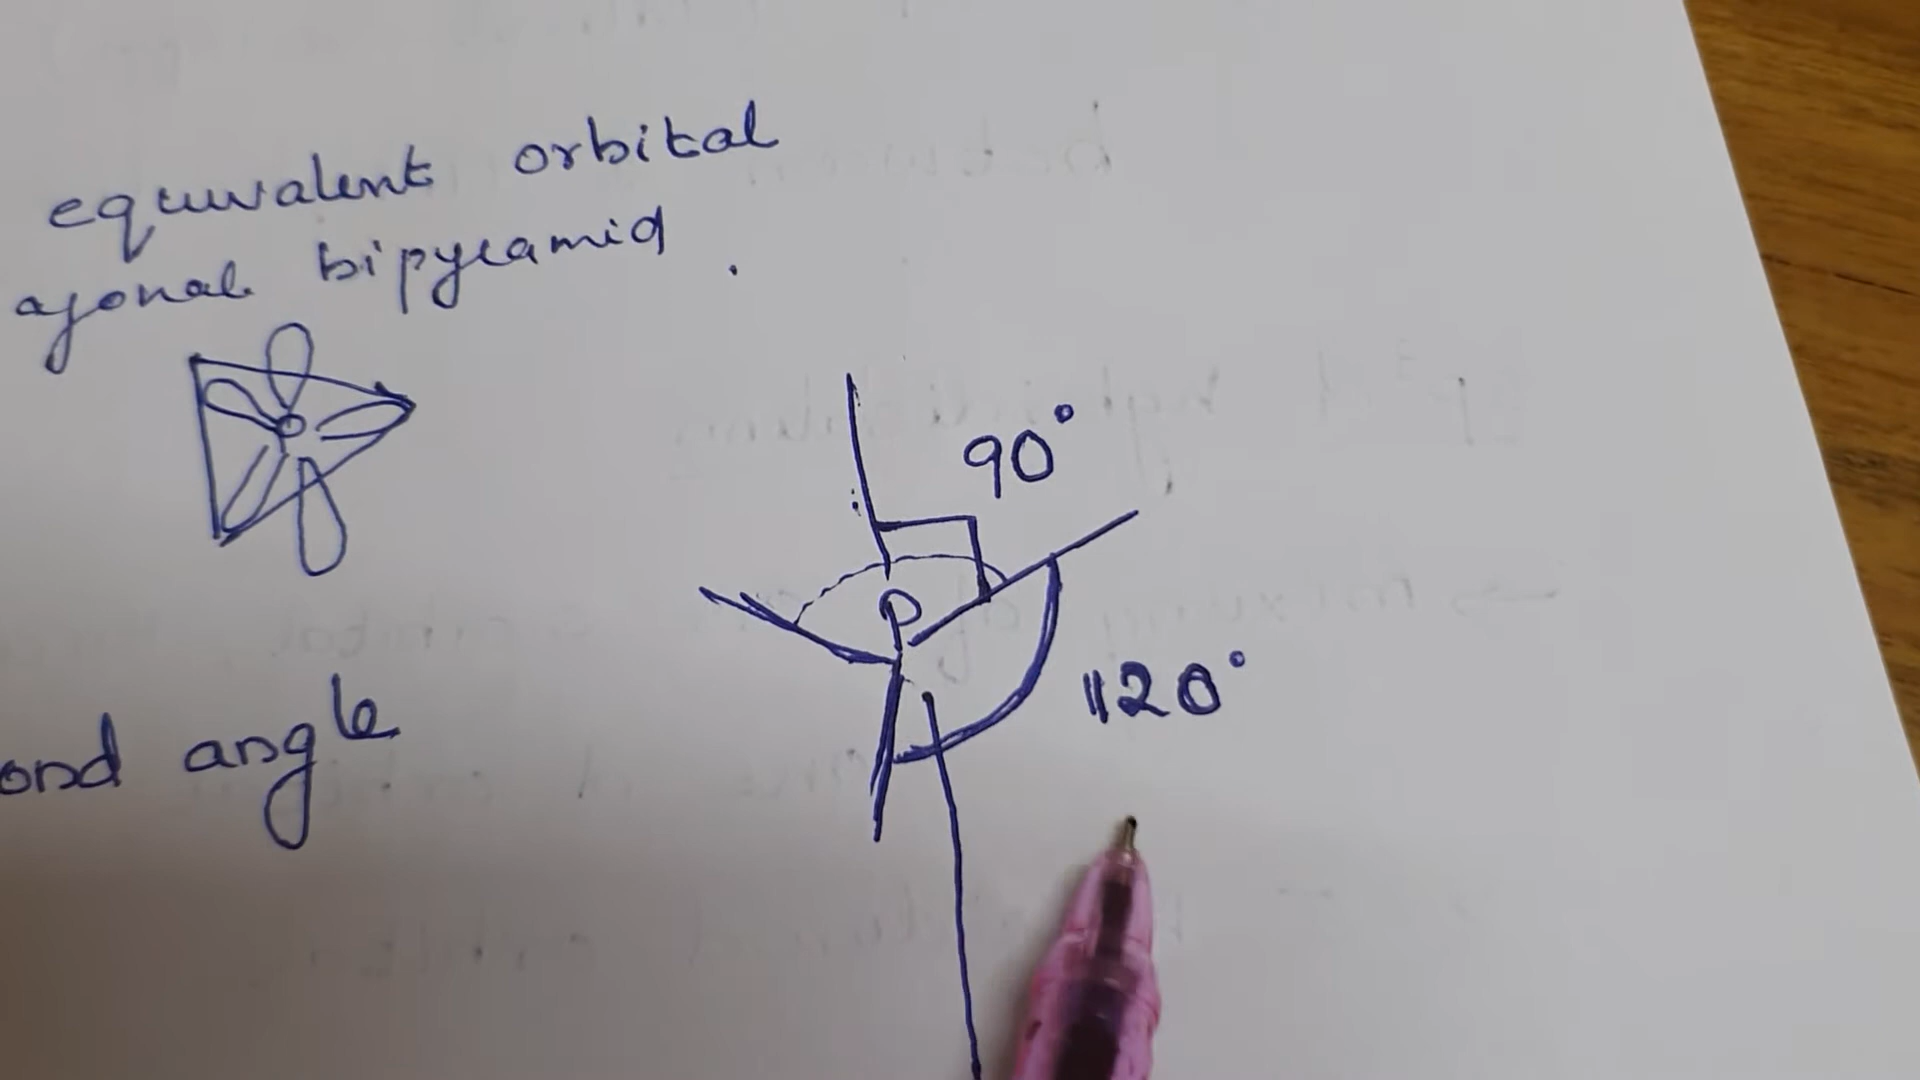 equivalent orbital
agonal bipyramid .
90°
P
120°
ond angle